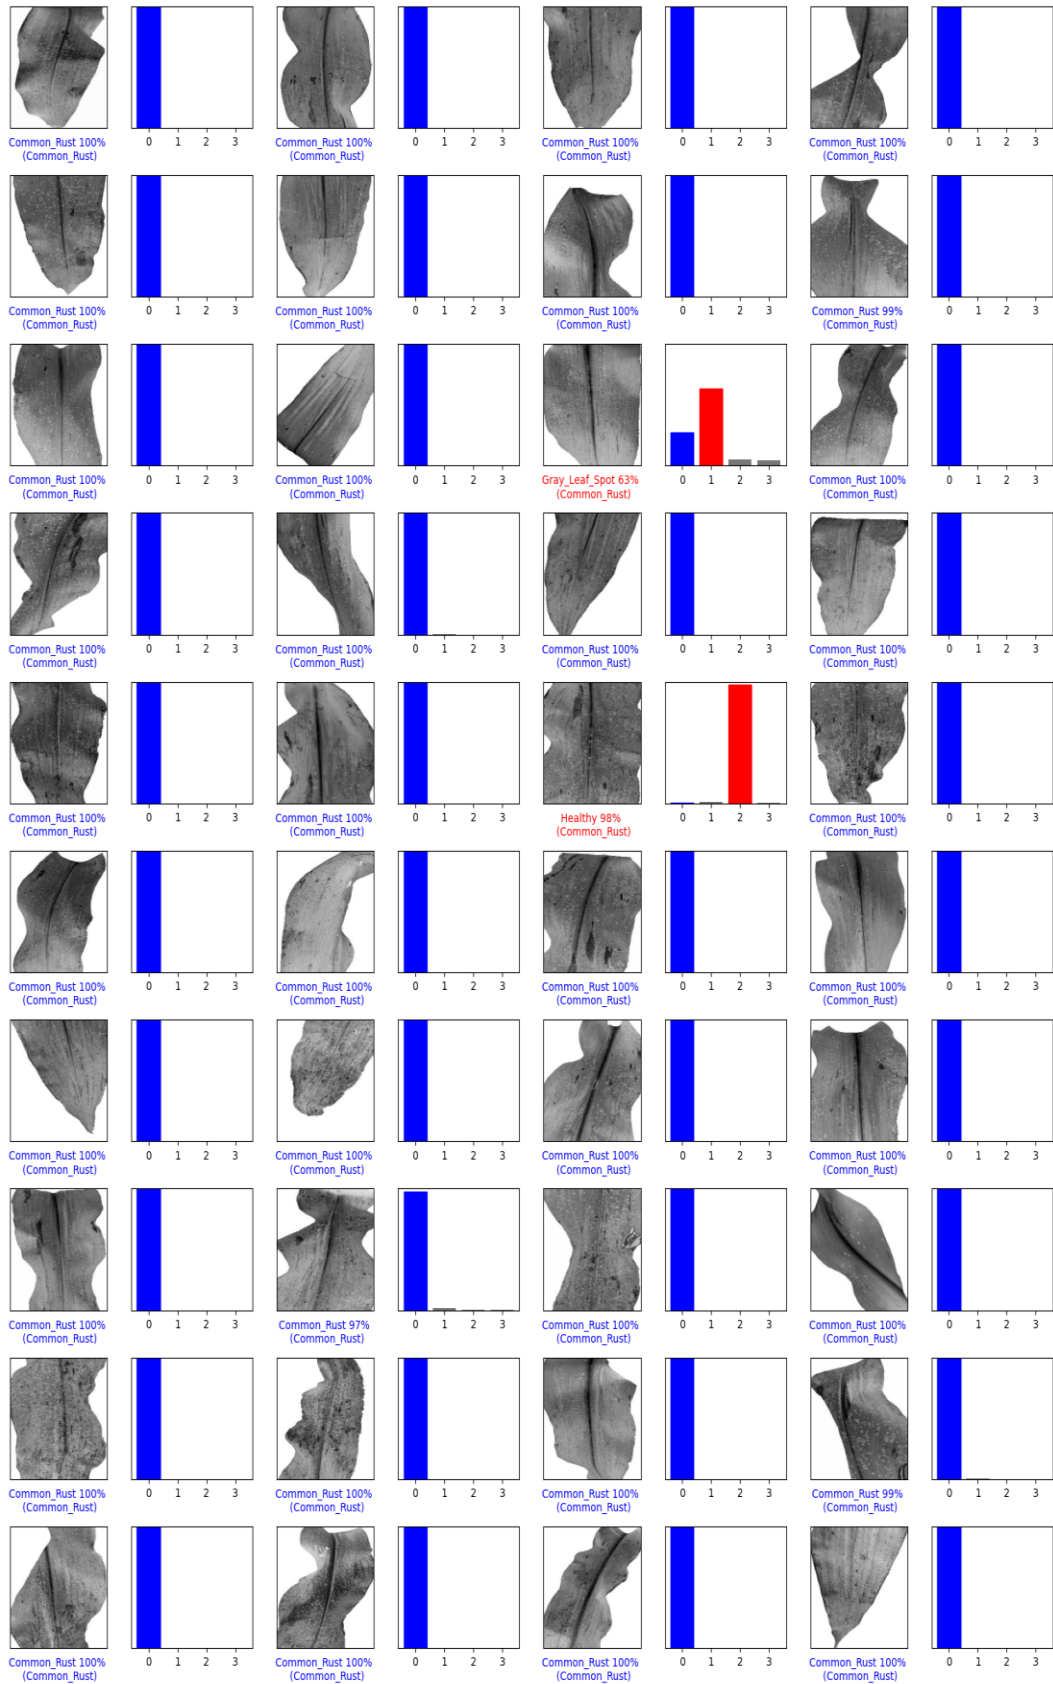 Common_Rust 100% 0 1 2 3 Common_Rust 100% 0 1 2 3 Common_Rust 100% 0 1 2 3 Common_Rust 100% 0 1 2 3
(Common_Rust) (Common_Rust) (Common_Rust) (Common_Rust)
Common_Rust 100% 0 1 2 3 Common_Rust 100% 0 1 2 3 Common_Rust 100% 0 1 2 3 Common_Rust 99% 0 1 2 3
(Common_Rust) (Common_Rust) (Common_Rust) (Common_Rust)
Common_Rust 100% 0 1 2 3 Common_Rust 100% 0 1 2 3 Gray_Leaf_Spot 63% 0 1 2 3 Common_Rust 100% 0 1 2 3
(Common_Rust) (Common_Rust) (Common_Rust) (Common_Rust)
Common_Rust 100% 0 1 2 3 Common_Rust 100% 0 1 2 3 Common_Rust 100% 0 1 2 3 Common_Rust 100% 0 1 2 3
(Common_Rust) (Common_Rust) (Common_Rust) (Common_Rust)
Common_Rust 100% 0 1 2 3 Common_Rust 100% 0 1 2 3 Healthy 98% 0 1 2 3 Common_Rust 100% 0 1 2 3
(Common_Rust) (Common_Rust) (Common_Rust) (Common_Rust)
Common_Rust 100% 0 1 2 3 Common_Rust 100% 0 1 2 3 Common_Rust 100% 0 1 2 3 Common_Rust 100% 0 1 2 3
(Common_Rust) (Common_Rust) (Common_Rust) (Common_Rust)
Common_Rust 100% 0 1 2 3 Common_Rust 100% 0 1 2 3 Common_Rust 100% 0 1 2 3 Common_Rust 100% 0 1 2 3
(Common_Rust) (Common_Rust) (Common_Rust) (Common_Rust)
Common_Rust 100% 0 1 2 3 Common_Rust 97% 0 1 2 3 Common_Rust 100% 0 1 2 3 Common_Rust 100% 0 1 2 3
(Common_Rust) (Common_Rust) (Common_Rust) (Common_Rust)
Common_Rust 100% 0 1 2 3 Common_Rust 100% 0 1 2 3 Common_Rust 100% 0 1 2 3 Common_Rust 99% 0 1 2 3
(Common_Rust) (Common_Rust) (Common_Rust) (Common_Rust)
Common_Rust 100% 0 1 2 3 Common_Rust 100% 0 1 2 3 Common_Rust 100% 0 1 2 3 Common_Rust 100% 0 1 2 3
(Common_Rust) (Common_Rust) (Common_Rust) (Common_Rust)